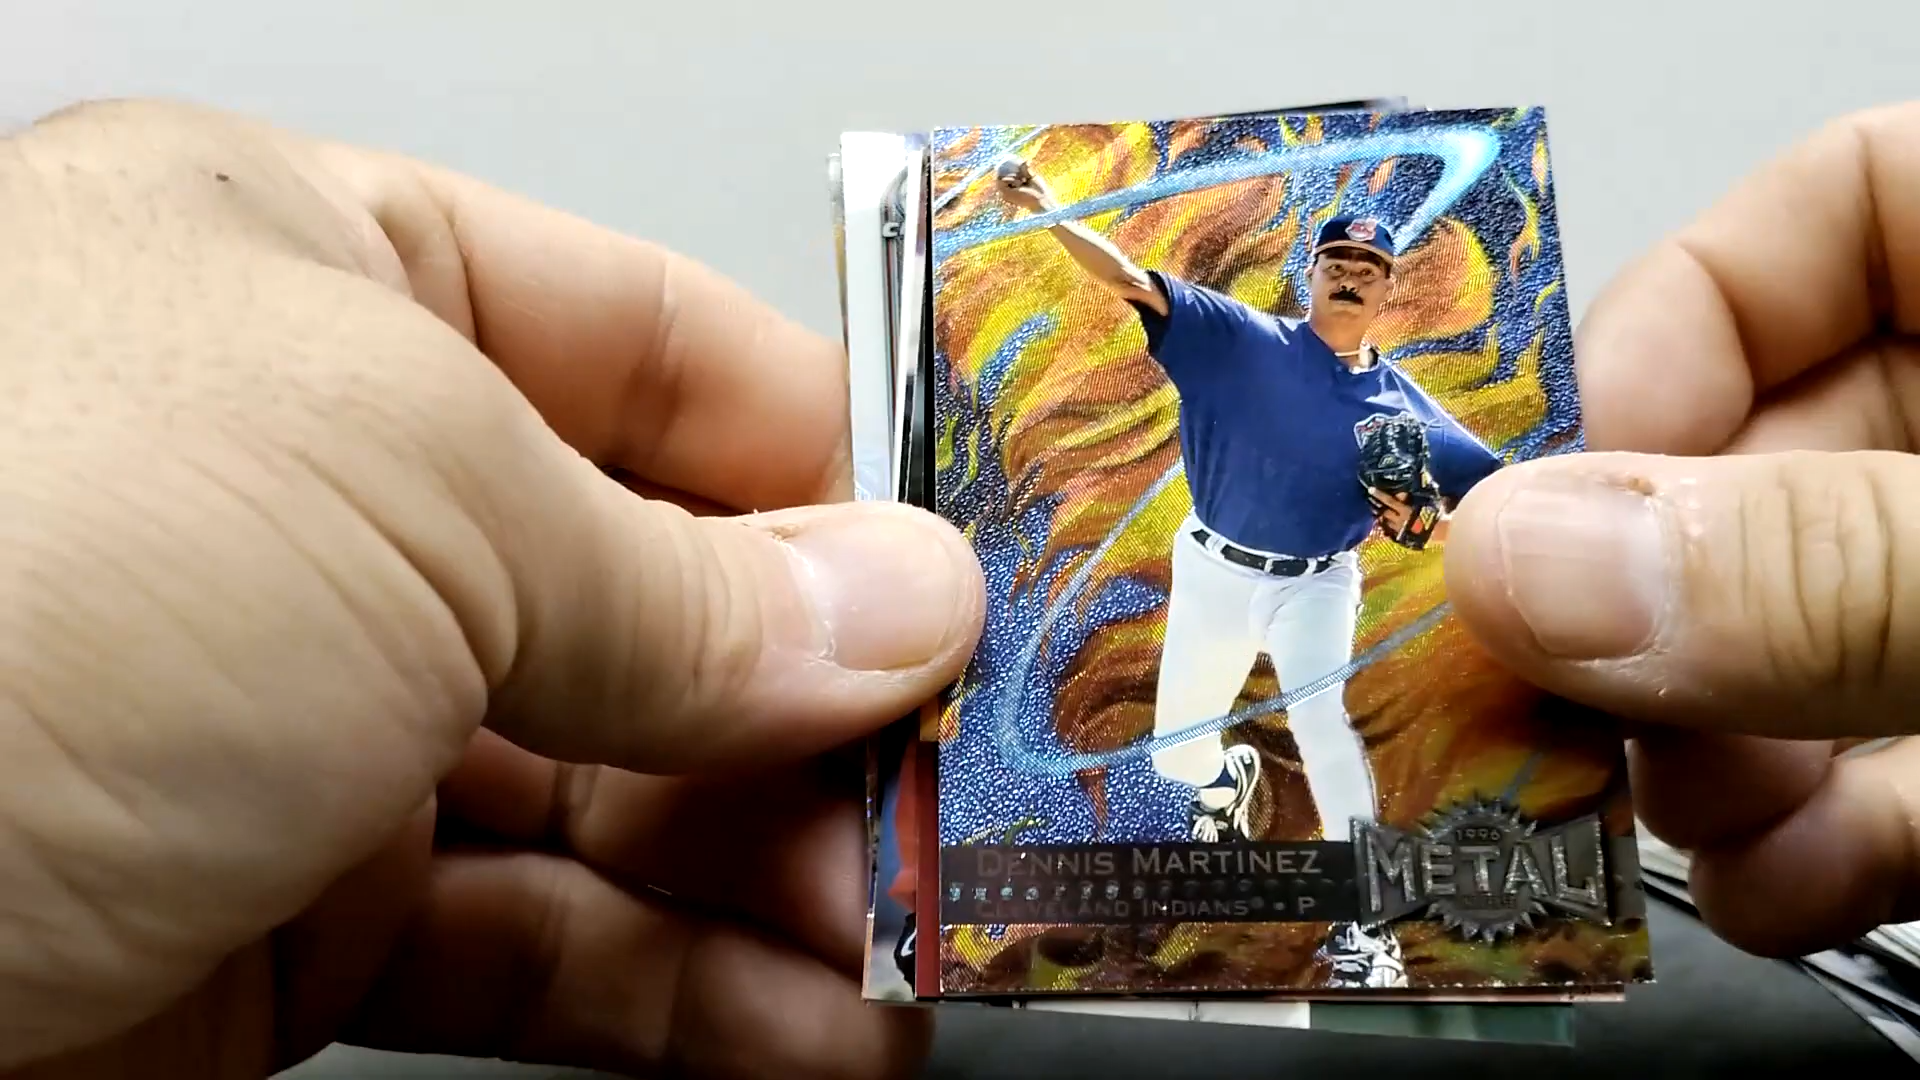 DENNIS MARTINEZ
CLEVELAND INDIANS® • P
1996
METAL